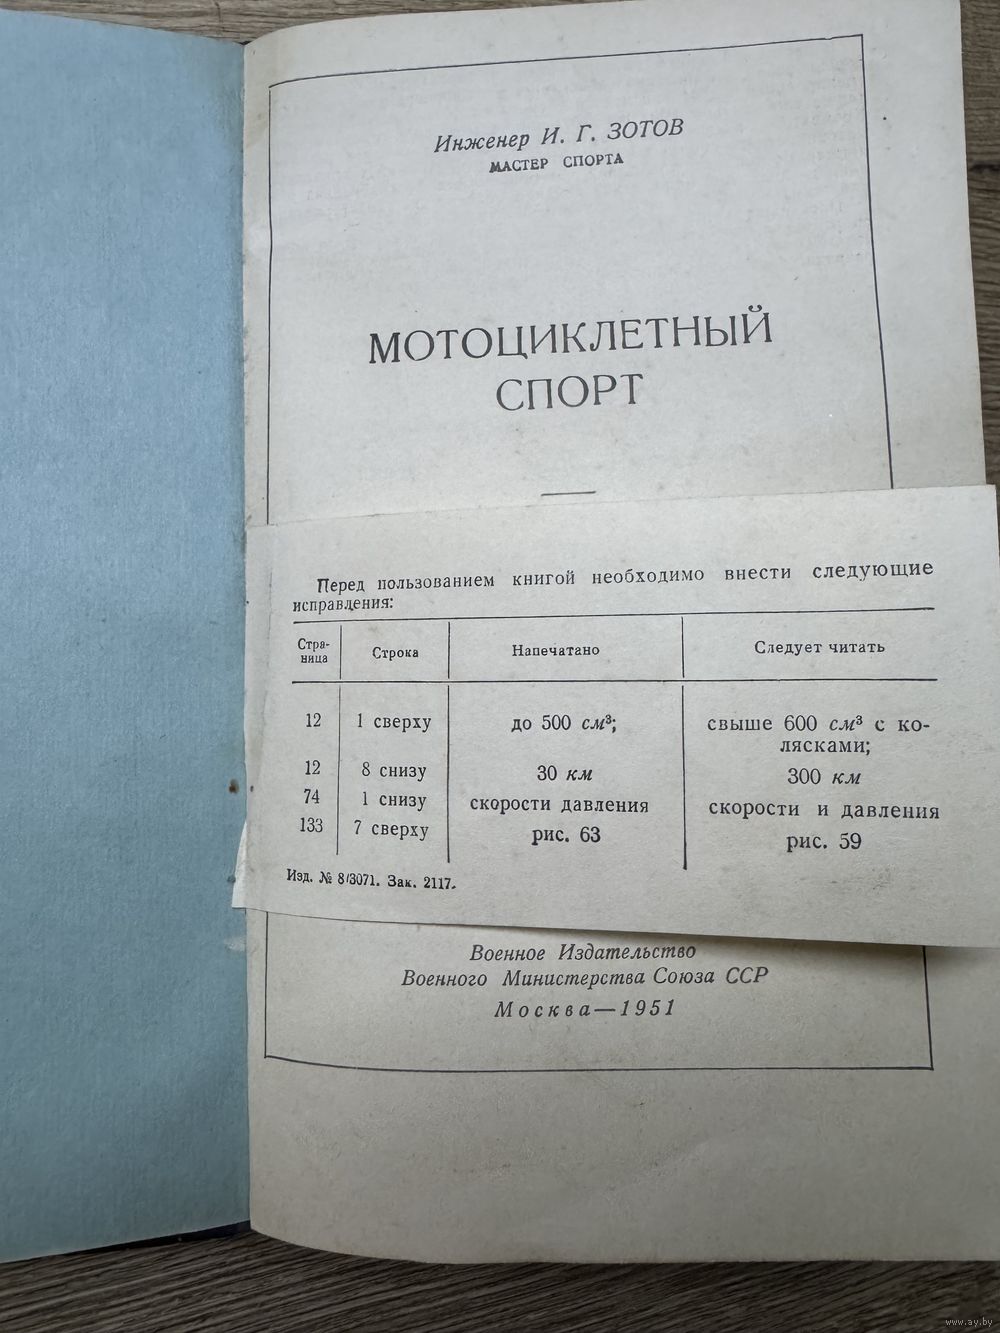 Инженер И. Г. ЗОТОВ
МАСТЕР СПОРТА
МОТОЦИКЛЕТНЫЙ
СПОРТ
Перед пользованием книгой необходимо внести следующие
исправления:
Стра-
ница
Строка
Напечатано
Следует читать
12 1 сверху до 500 см³; свыше 600 см³ с ко-
лясками;
12 8 снизу 30 км 300 км
74 1 снизу скорости давления скорости и давления
133 7 сверху рис. 63 рис. 59
Изд. № 8/3071. Зак. 2117.
Военное Издательство
Военного Министерства Союза ССР
Москва—1951
www.ay.by